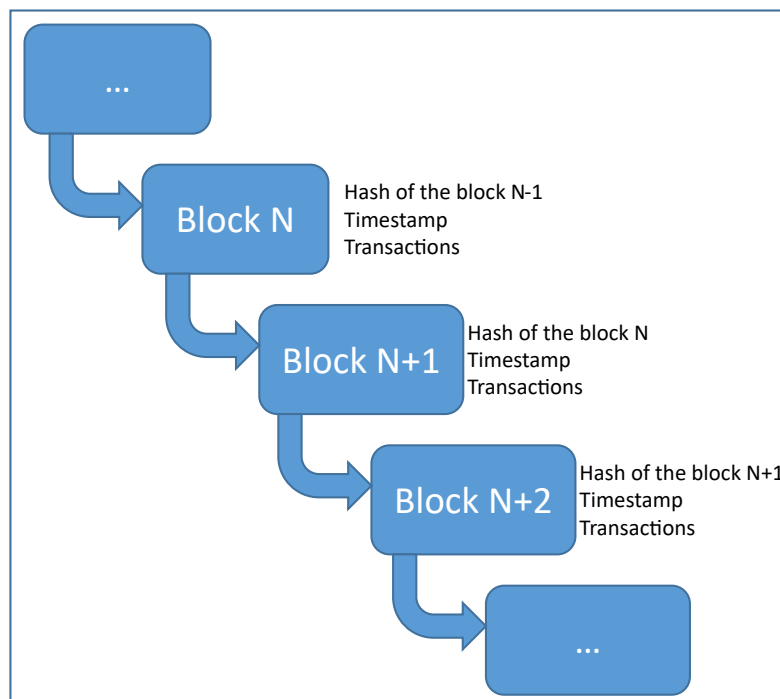 ...
Block N
Hash of the block N-1
Timestamp
Transactions
Block N+1
Hash of the block N
Timestamp
Transactions
Block N+2
Hash of the block N+1
Timestamp
Transactions
...